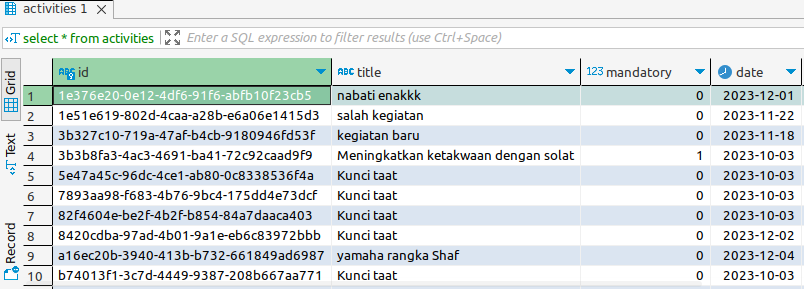 activities 1
select * from activities Enter a SQL expression to filter results (use Ctrl+Space)
Grid
Text
Record
id title mandatory date
1 1e376e20-0e12-4df6-91f6-abfb10f23cb5 nabati enakkk 0 2023-12-01
2 1e51e619-802d-4caa-a28b-e6a06e1415d3 salah kegiatan 0 2023-11-22
3 3b327c10-719a-47af-b4cb-9180946fd53f kegiatan baru 0 2023-11-18
4 3b3b8fa3-4ac3-4691-ba41-72c92caad9f9 Meningkatkan ketakwaan dengan solat 1 2023-10-03
5 5e47a45c-96dc-4ce1-ab80-0c8338536f4a Kunci taat 0 2023-10-03
6 7893aa98-f683-4b76-9bc4-175dd4e73dcf Kunci taat 0 2023-10-03
7 82f4604e-be2f-4b2f-b854-84a7daaca403 Kunci taat 0 2023-10-03
8 8420cdba-97ad-4b01-9a1e-eb6c83972bbb Kunci taat 0 2023-12-02
9 a16ec20b-3940-413b-b732-661849ad6987 yamaha rangka Shaf 0 2023-12-04
10 b74013f1-3c7d-4449-9387-208b667aa771 Kunci taat 0 2023-10-03